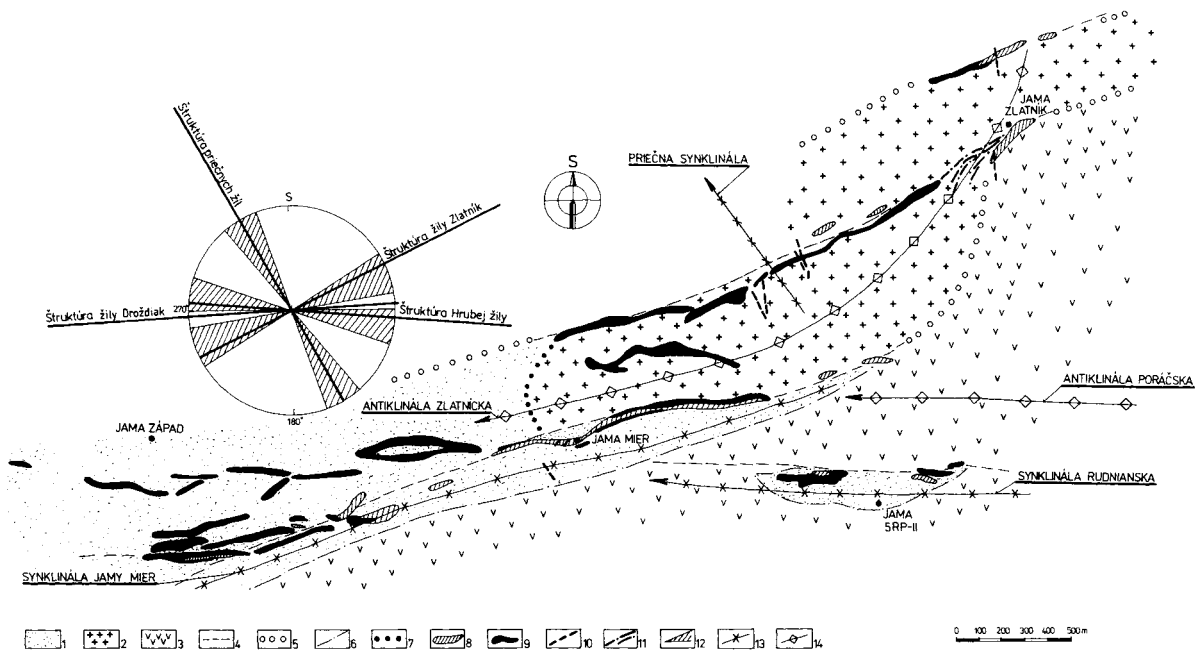 S
Štruktúra priečnych žíl
S
Štruktúra žily Zlatník
Štruktúra žily Droždiak
270°
Štruktúra Hrubej žily
180°
PRIEČNA SYNKLINÁLA
JAMA
ZLATNÍK
ANTIKLINÁLA ZLATNÍCKA
ANTIKLINÁLA PORÁČSKA
JAMA ZÁPAD
JAMA MIER
SYNKLINÁLA RUDNIANSKA
JAMA
5RP-II
SYNKLINÁLA JAMY MIER
1 2 3 4 5 6 7 8 9 10 11 12 13 14
0 100 200 300 400 500 m